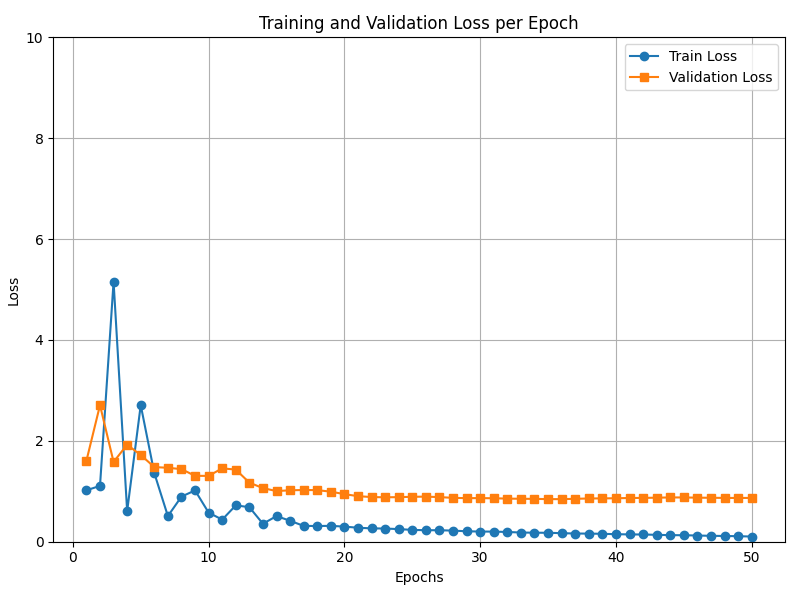 Training and Validation Loss per Epoch
10
8
6
4
2
0
Loss
Train Loss
Validation Loss
0 10 20 30 40 50
Epochs